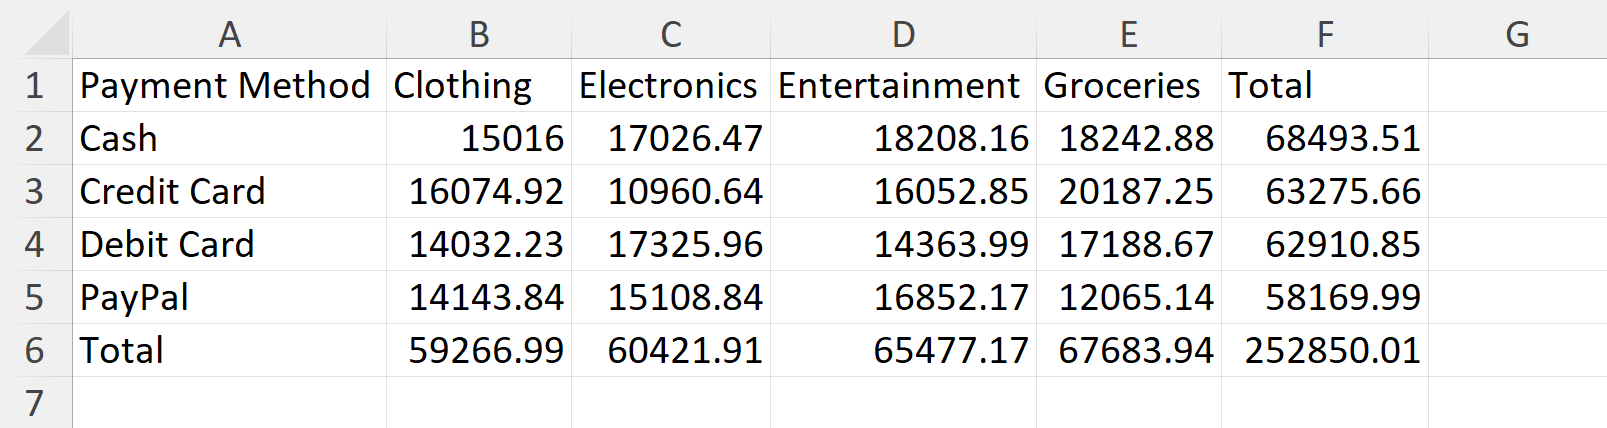 A B C D E F G
1 Payment Method Clothing Electronics Entertainment Groceries Total
2 Cash 15016 17026.47 18208.16 18242.88 68493.51
3 Credit Card 16074.92 10960.64 16052.85 20187.25 63275.66
4 Debit Card 14032.23 17325.96 14363.99 17188.67 62910.85
5 PayPal 14143.84 15108.84 16852.17 12065.14 58169.99
6 Total 59266.99 60421.91 65477.17 67683.94 252850.01
7